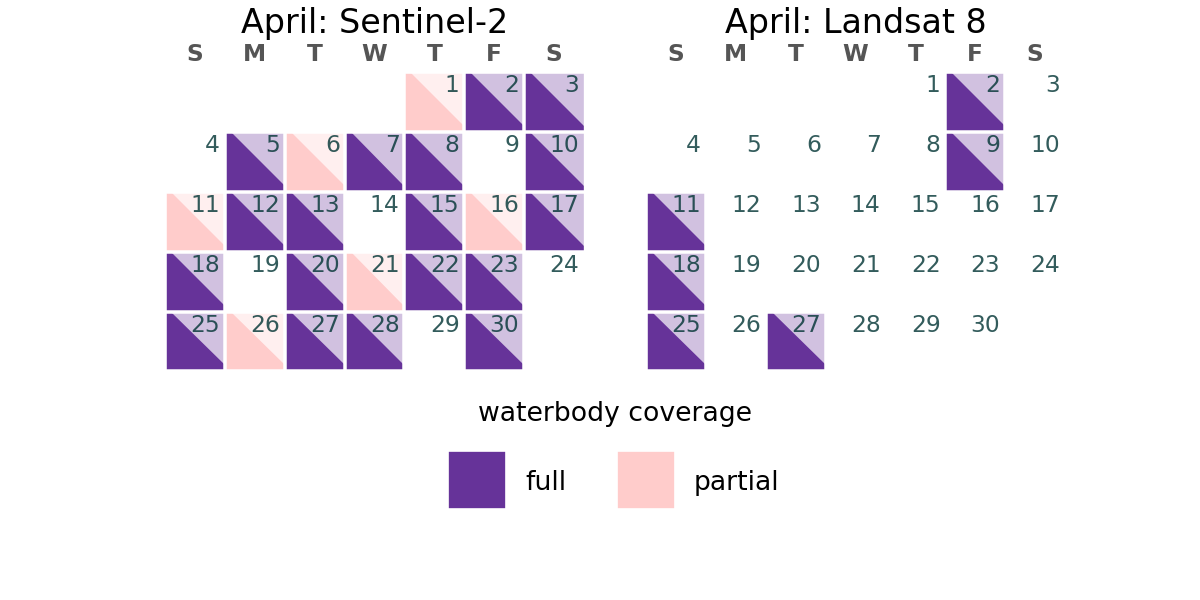 April: Sentinel-2 April: Landsat 8
S M T W T F S S M T W T F S
1 2 3 1 2 3
4 5 6 7 8 9 10 4 5 6 7 8 9 10
11 12 13 14 15 16 17 11 12 13 14 15 16 17
18 19 20 21 22 23 24 18 19 20 21 22 23 24
25 26 27 28 29 30 25 26 27 28 29 30
waterbody coverage
full partial